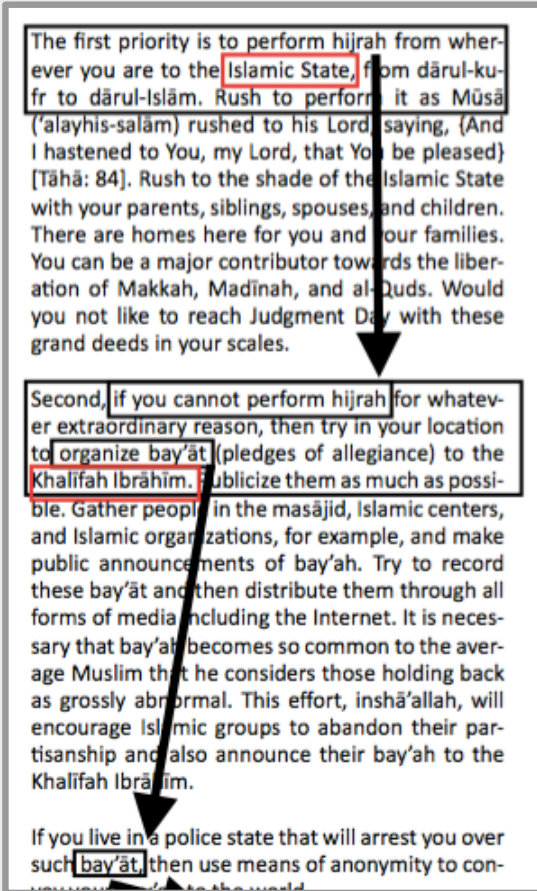 The first priority is to perform hijrah from wher-
ever you are to the Islamic State, from dārul-ku-
fr to dārul-Islām. Rush to perform it as Mūsā
('alayhis-salām) rushed to his Lord, saying, {And
I hastened to You, my Lord, that You be pleased}
[Tāhā: 84]. Rush to the shade of the Islamic State
with your parents, siblings, spouses, and children.
There are homes here for you and your families.
You can be a major contributor towards the liber-
ation of Makkah, Madīnah, and al-Quds. Would
you not like to reach Judgment Day with these
grand deeds in your scales.
Second, if you cannot perform hijrah for whatev-
er extraordinary reason, then try in your location
to organize bay'āt (pledges of allegiance) to the
Khalīfah Ibrāhīm. Publicize them as much as possi-
ble. Gather people in the masājid, Islamic centers,
and Islamic organizations, for example, and make
public announcements of bay'ah. Try to record
these bay'āt and then distribute them through all
forms of media including the Internet. It is neces-
sary that bay'ah becomes so common to the aver-
age Muslim that he considers those holding back
as grossly abnormal. This effort, inshā'allah, will
encourage Islamic groups to abandon their par-
tisanship and also announce their bay'ah to the
Khalīfah Ibrāhīm.
If you live in a police state that will arrest you over
such bay'āt, then use means of anonymity to con-
to the world